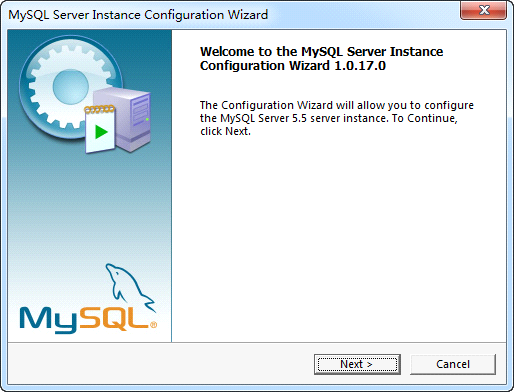 MySQL Server Instance Configuration Wizard
Welcome to the MySQL Server Instance
Configuration Wizard 1.0.17.0
The Configuration Wizard will allow you to configure
the MySQL Server 5.5 server instance. To Continue,
click Next.
MySQL®
Next >
Cancel